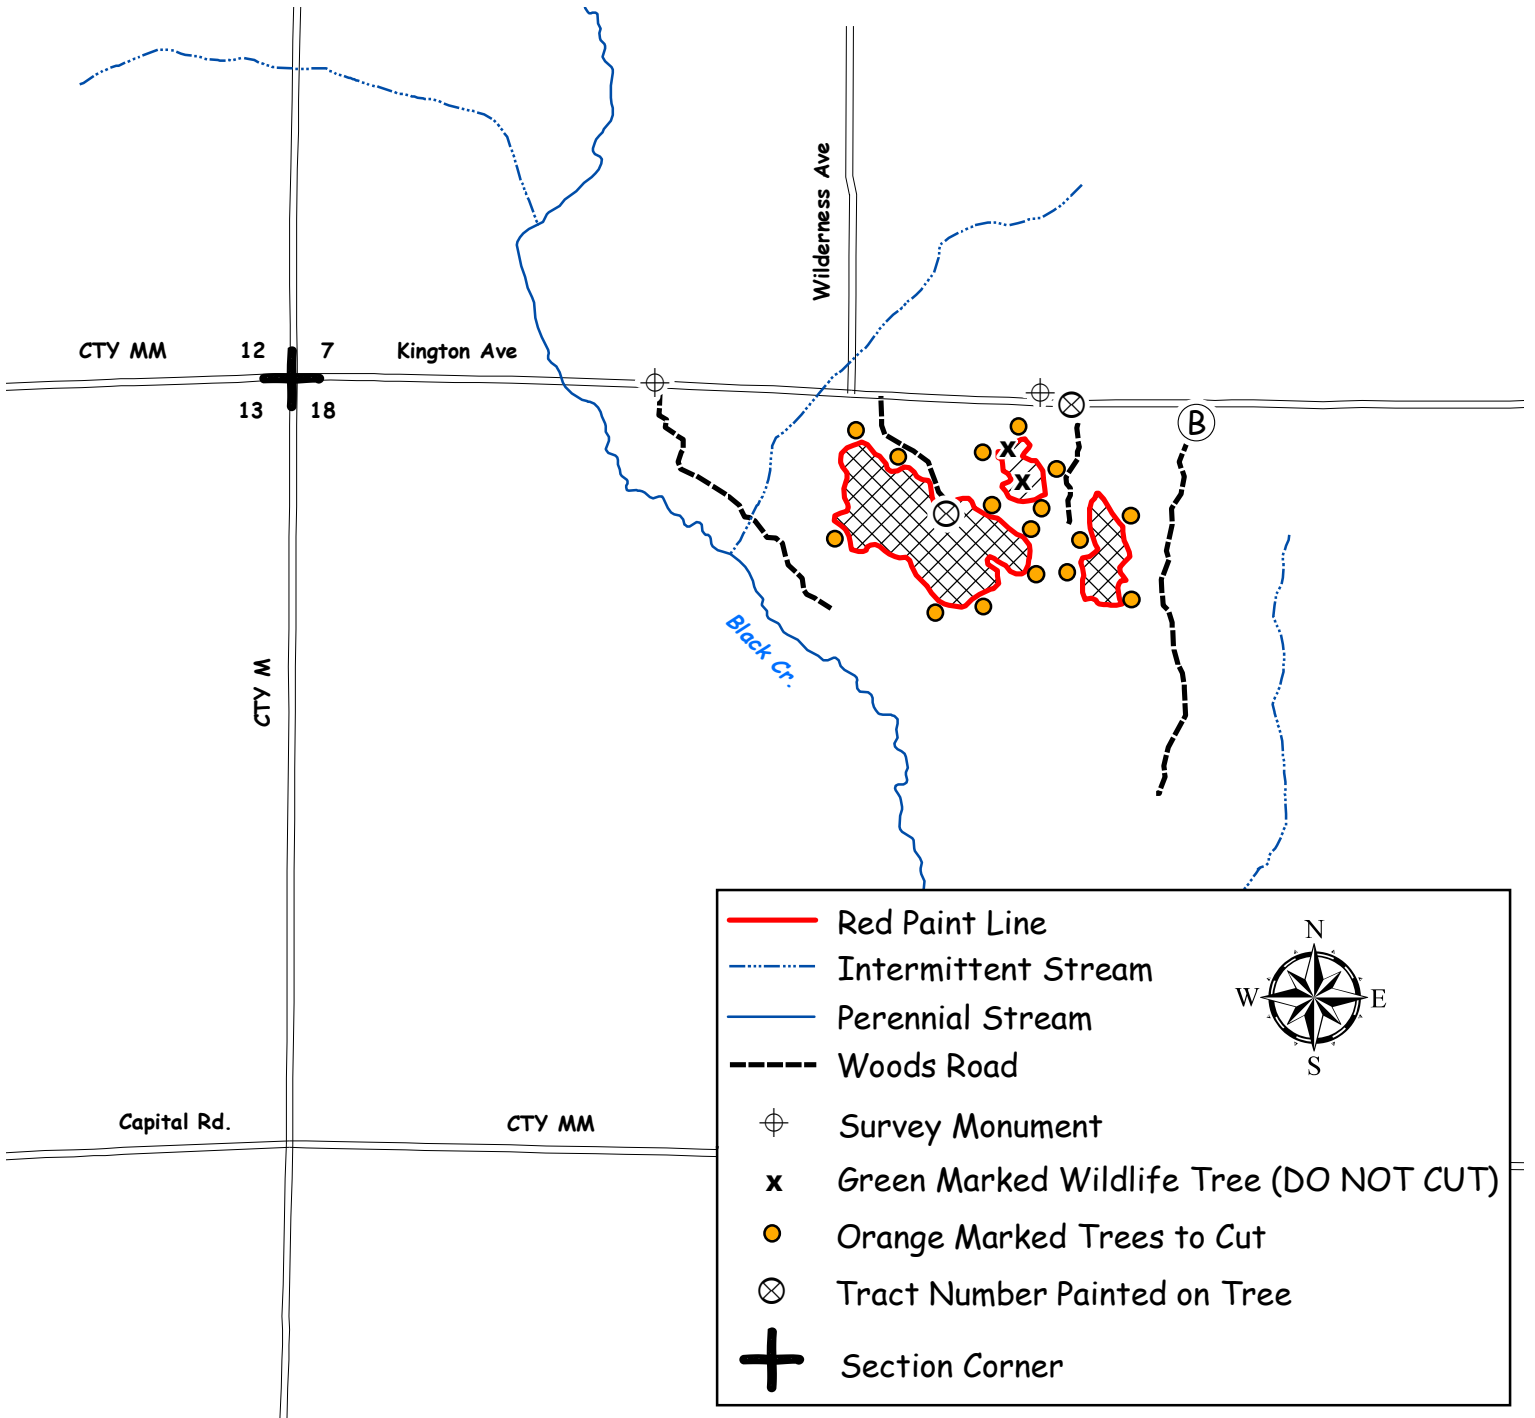 Wilderness Ave
CTY MM
12
7
Kington Ave
13
18
B
Black Cr.
CTY M
Capital Rd.
CTY MM
Red Paint Line
Intermittent Stream
Perennial Stream
Woods Road
Survey Monument
x Green Marked Wildlife Tree (DO NOT CUT)
Orange Marked Trees to Cut
Tract Number Painted on Tree
Section Corner
N
W
E
S
x
x